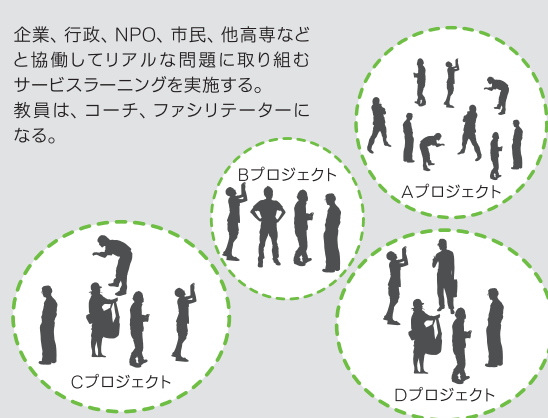 企業、行政、NPO、市民、他高専など
と協働してリアルな問題に取り組む
サービスラーニングを実施する。
教員は、コーチ、ファシリテーターに
なる。
Bプロジェクト
Aプロジェクト
Cプロジェクト
Dプロジェクト